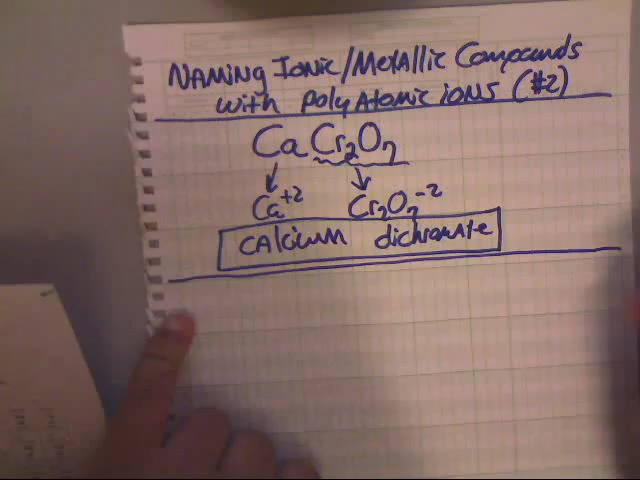 Naming Ionic/Metallic Compounds
with polyatomic ions (#2)
CaCr₂O₇
Ca⁺² Cr₂O₇⁻²
calcium dichromate